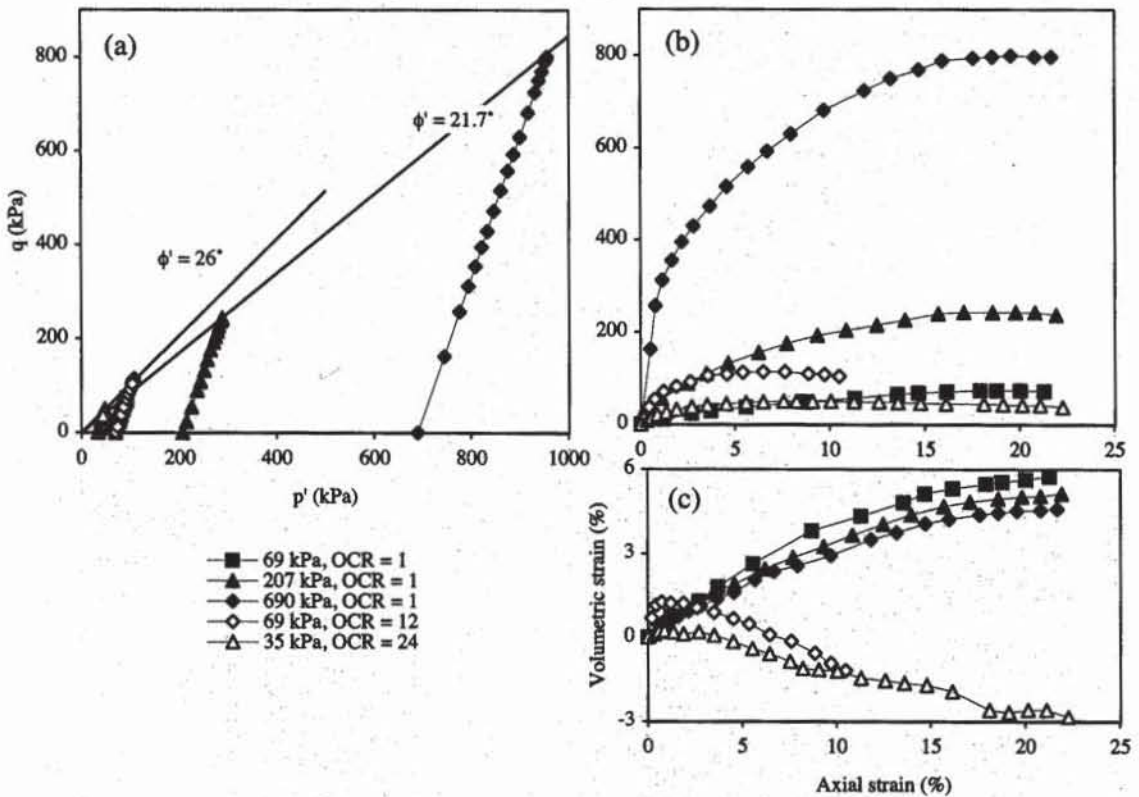 (a)
800
600
400
200
0
q (kPa)
ϕ' = 26°
ϕ' = 21.7°
0 200 400 600 800 1000
p' (kPa)
(b)
800
600
400
200
0
0 5 10 15 20 25
69 kPa, OCR = 1
207 kPa, OCR = 1
690 kPa, OCR = 1
69 kPa, OCR = 12
35 kPa, OCR = 24
(c)
6
3
0
-3
Volumetric strain (%)
0 5 10 15 20 25
Axial strain (%)